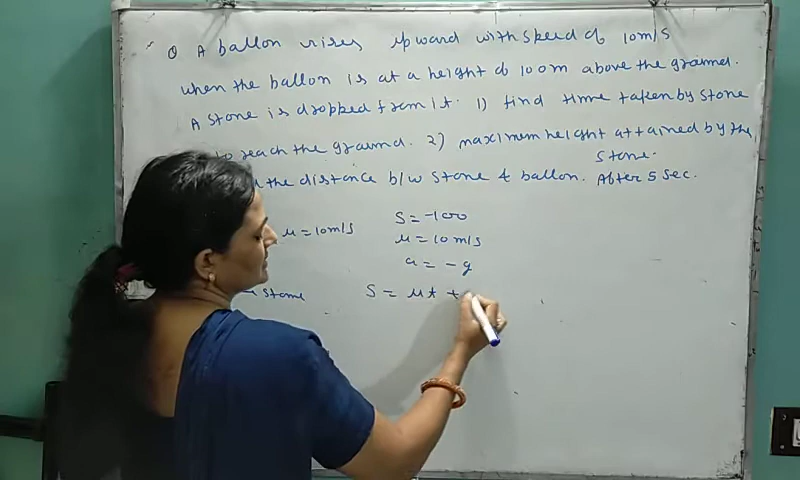 Q A ballon rises upward with speed of 10m/s
when the ballon is at a height of 100m above the ground.
A stone is dropped from it. 1) find time taken by stone
to reach the ground. 2) maximum height attained by the
stone.
the distance b/w stone & ballon. After 5 sec.
u = 10m/s
S = -100
u = 10 m/s
a = -g
stone
S = ut +